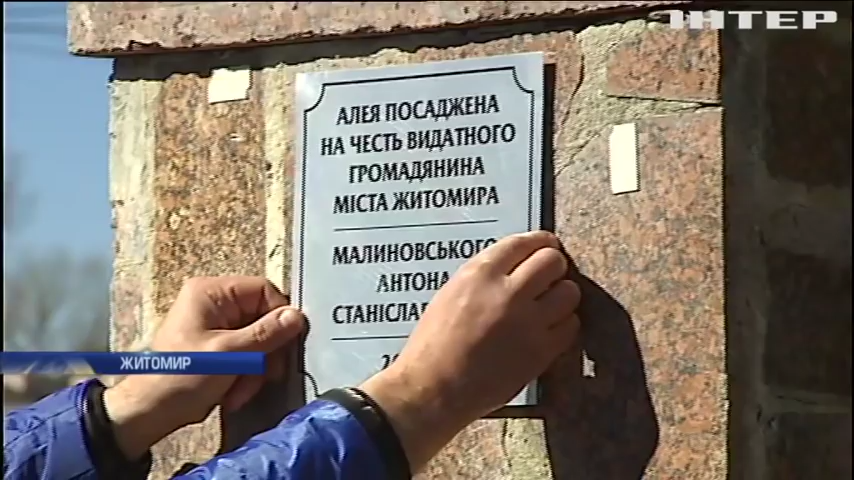 ІНТЕР
АЛЕЯ ПОСАДЖЕНА
НА ЧЕСТЬ ВИДАТНОГО
ГРОМАДЯНИНА
МІСТА ЖИТОМИРА
МАЛИНОВСЬКОГО
АНТОНА
ЖИТОМИР